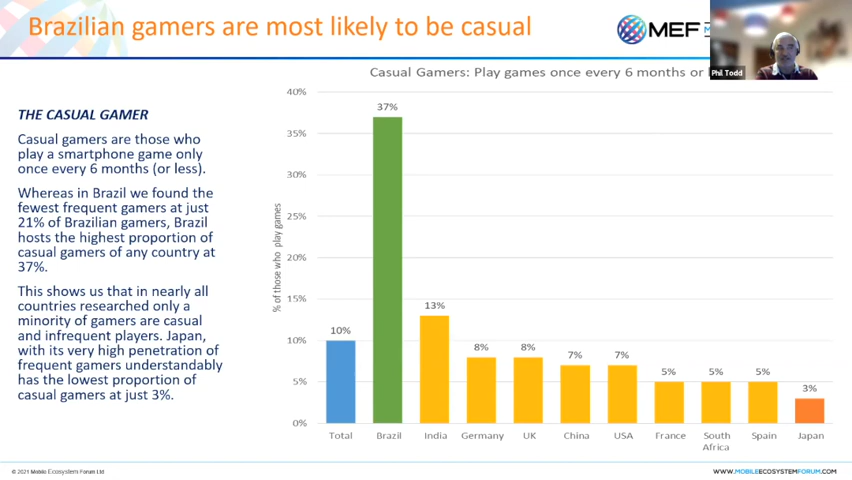 Brazilian gamers are most likely to be casual
MEF
Phil Todd
Casual Gamers: Play games once every 6 months or
THE CASUAL GAMER
Casual gamers are those who
play a smartphone game only
once every 6 months (or less).
Whereas in Brazil we found the
fewest frequent gamers at just
21% of Brazilian gamers, Brazil
hosts the highest proportion of
casual gamers of any country at
37%.
This shows us that in nearly all
countries researched only a
minority of gamers are casual
and infrequent players. Japan,
with its very high penetration of
frequent gamers understandably
has the lowest proportion of
casual gamers at just 3%.
% of those who play games
40%
35%
30%
25%
20%
15%
10%
5%
0%
10%
37%
13%
8%
8%
7%
7%
5%
5%
5%
3%
Total
Brazil
India
Germany
UK
China
USA
France
South
Africa
Spain
Japan
© 2021 Mobile Ecosystem Forum Ltd
WWW.MOBILEECOSYSTEMFORUM.COM